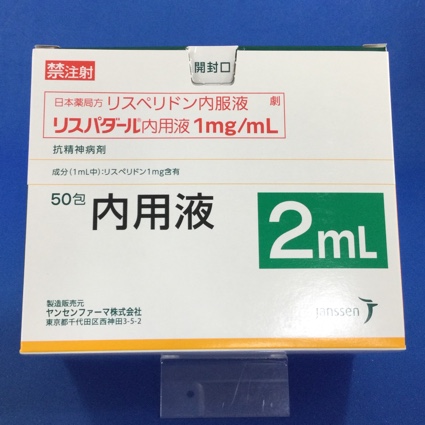 禁注射
開封口
日本薬局方 リスペリドン内服液 劇
リスパダール®内用液 1mg/mL
抗精神病剤
成分(1mL中):リスペリドン1mg含有
50包 内用液 2mL
製造販売元
ヤンセンファーマ株式会社
東京都千代田区西神田3-5-2
janssen